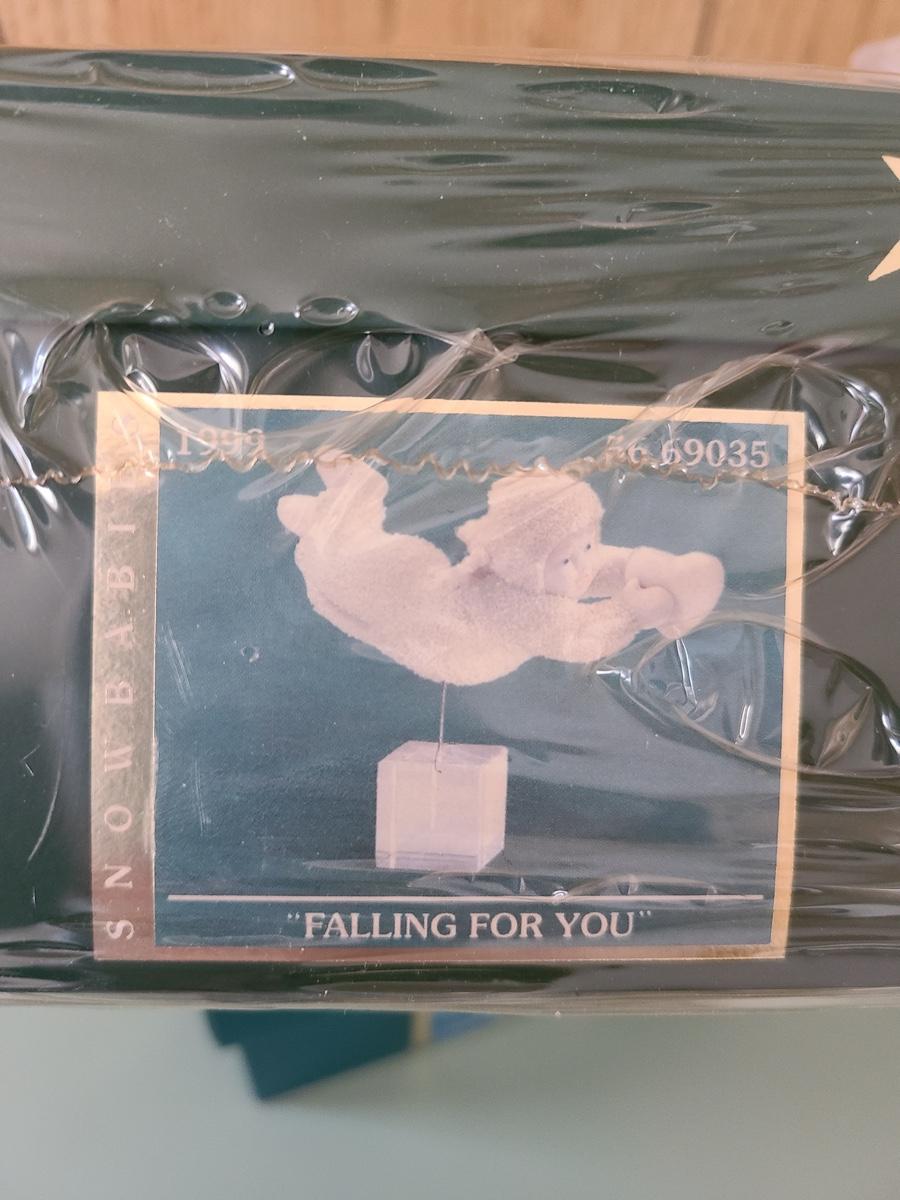 1999
56.69035
SNOWBABIES
"FALLING FOR YOU"